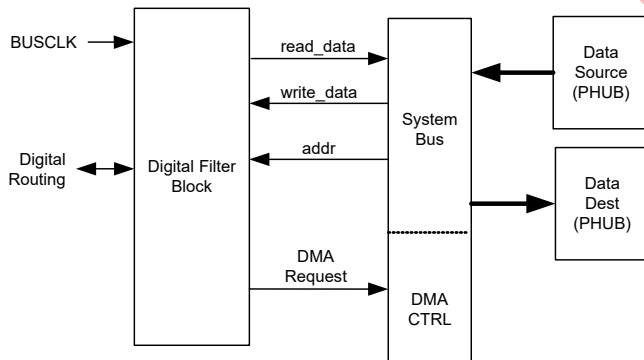 BUSCLK
Digital
Routing
Digital Filter
Block
read_data
write_data
addr
DMA
Request
System
Bus
DMA
CTRL
Data
Source
(PHUB)
Data
Dest
(PHUB)